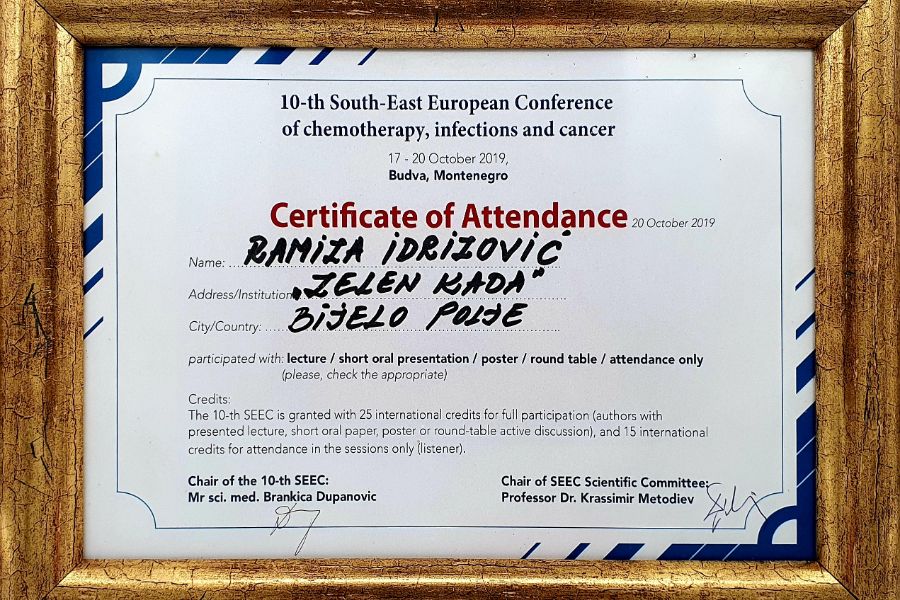 10-th South-East European Conference
of chemotherapy, infections and cancer
17 - 20 October 2019,
Budva, Montenegro
Certificate of Attendance 20 October 2019
Name: RAMIZA IDRIZOVIĆ
Address/Institution: „ZELEN KADA"
City/Country: BIJELO POLJE
participated with: lecture / short oral presentation / poster / round table / attendance only
(please, check the appropriate)
Credits:
The 10-th SEEC is granted with 25 international credits for full participation (authors with
presented lecture, short oral paper, poster or round-table active discussion), and 15 international
credits for attendance in the sessions only (listener).
Chair of the 10-th SEEC:
Mr sci. med. Brankica Dupanovic
Chair of SEEC Scientific Committee:
Professor Dr. Krassimir Metodiev